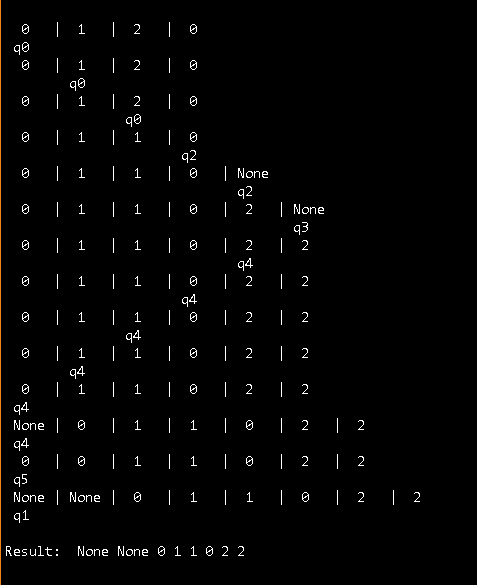 0 | 1 | 2 | 0
q0
0 | 1 | 2 | 0
q0
0 | 1 | 2 | 0
q0
0 | 1 | 1 | 0
q2
0 | 1 | 1 | 0 | None
q2
0 | 1 | 1 | 0 | 2 | None
q3
0 | 1 | 1 | 0 | 2 | 2
q4
0 | 1 | 1 | 0 | 2 | 2
q4
0 | 1 | 1 | 0 | 2 | 2
q4
0 | 1 | 1 | 0 | 2 | 2
q4
0 | 1 | 1 | 0 | 2 | 2
q4
None | 0 | 1 | 1 | 0 | 2 | 2
q4
0 | 0 | 1 | 1 | 0 | 2 | 2
q5
None | None | 0 | 1 | 1 | 0 | 2 | 2
q1
Result: None None 0 1 1 0 2 2